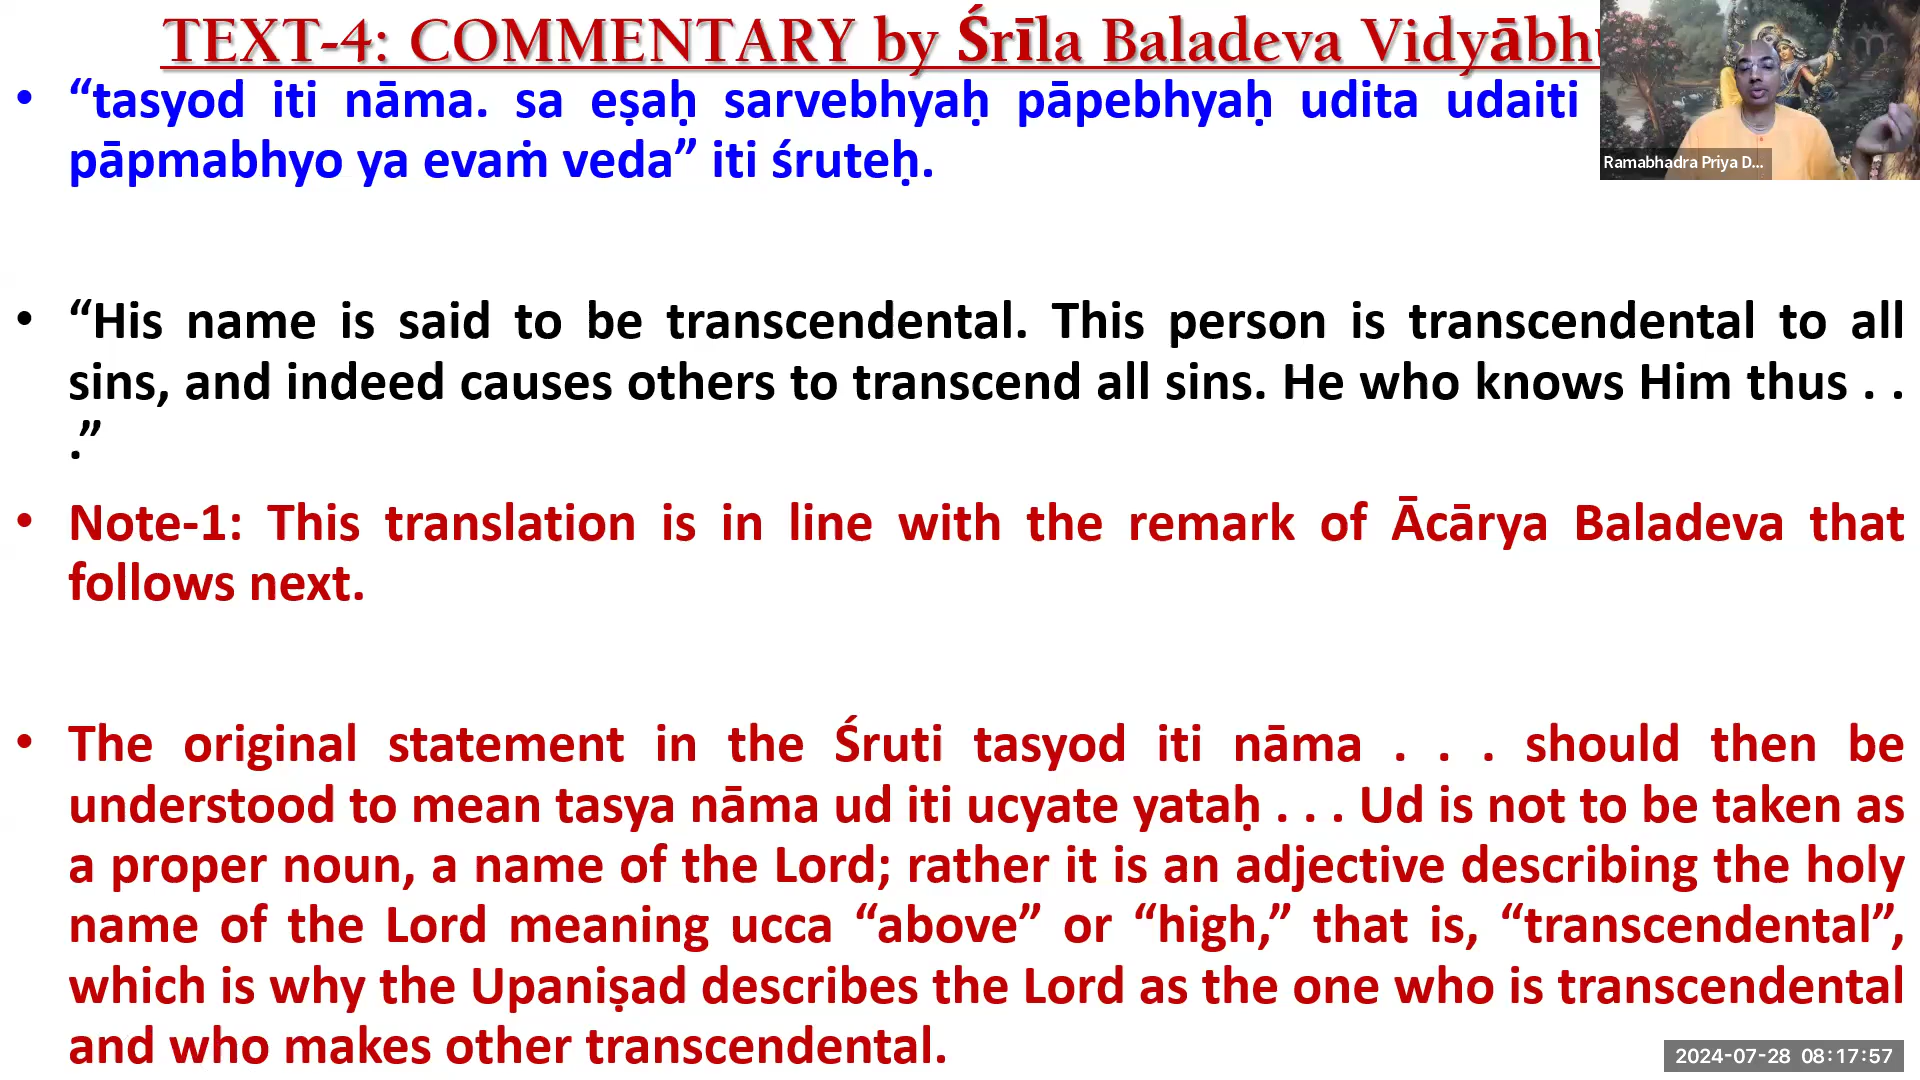 TEXT-4: COMMENTARY by Śrīla Baladeva
“tasyod iti nāma. sa eṣaḥ sarvebhyaḥ pāpebhyaḥ udita udaiti
pāpmabhyo ya evaṁ veda” iti śruteḥ.
“His name is said to be transcendental. This person is transcendental to all
sins, and indeed causes others to transcend all sins. He who knows Him thus . .
.”
Note-1: This translation is in line with the remark of Ācārya Baladeva that
follows next.
The original statement in the Śruti tasyod iti nāma . . . should then be
understood to mean tasya nāma ud iti ucyate yataḥ . . . Ud is not to be taken as
a proper noun, a name of the Lord; rather it is an adjective describing the holy
name of the Lord meaning ucca “above” or “high,” that is, “transcendental”,
which is why the Upaniṣad describes the Lord as the one who is transcendental
and who makes other transcendental.
Ramabhadra Priya D...
2024-07-28 08:17:57